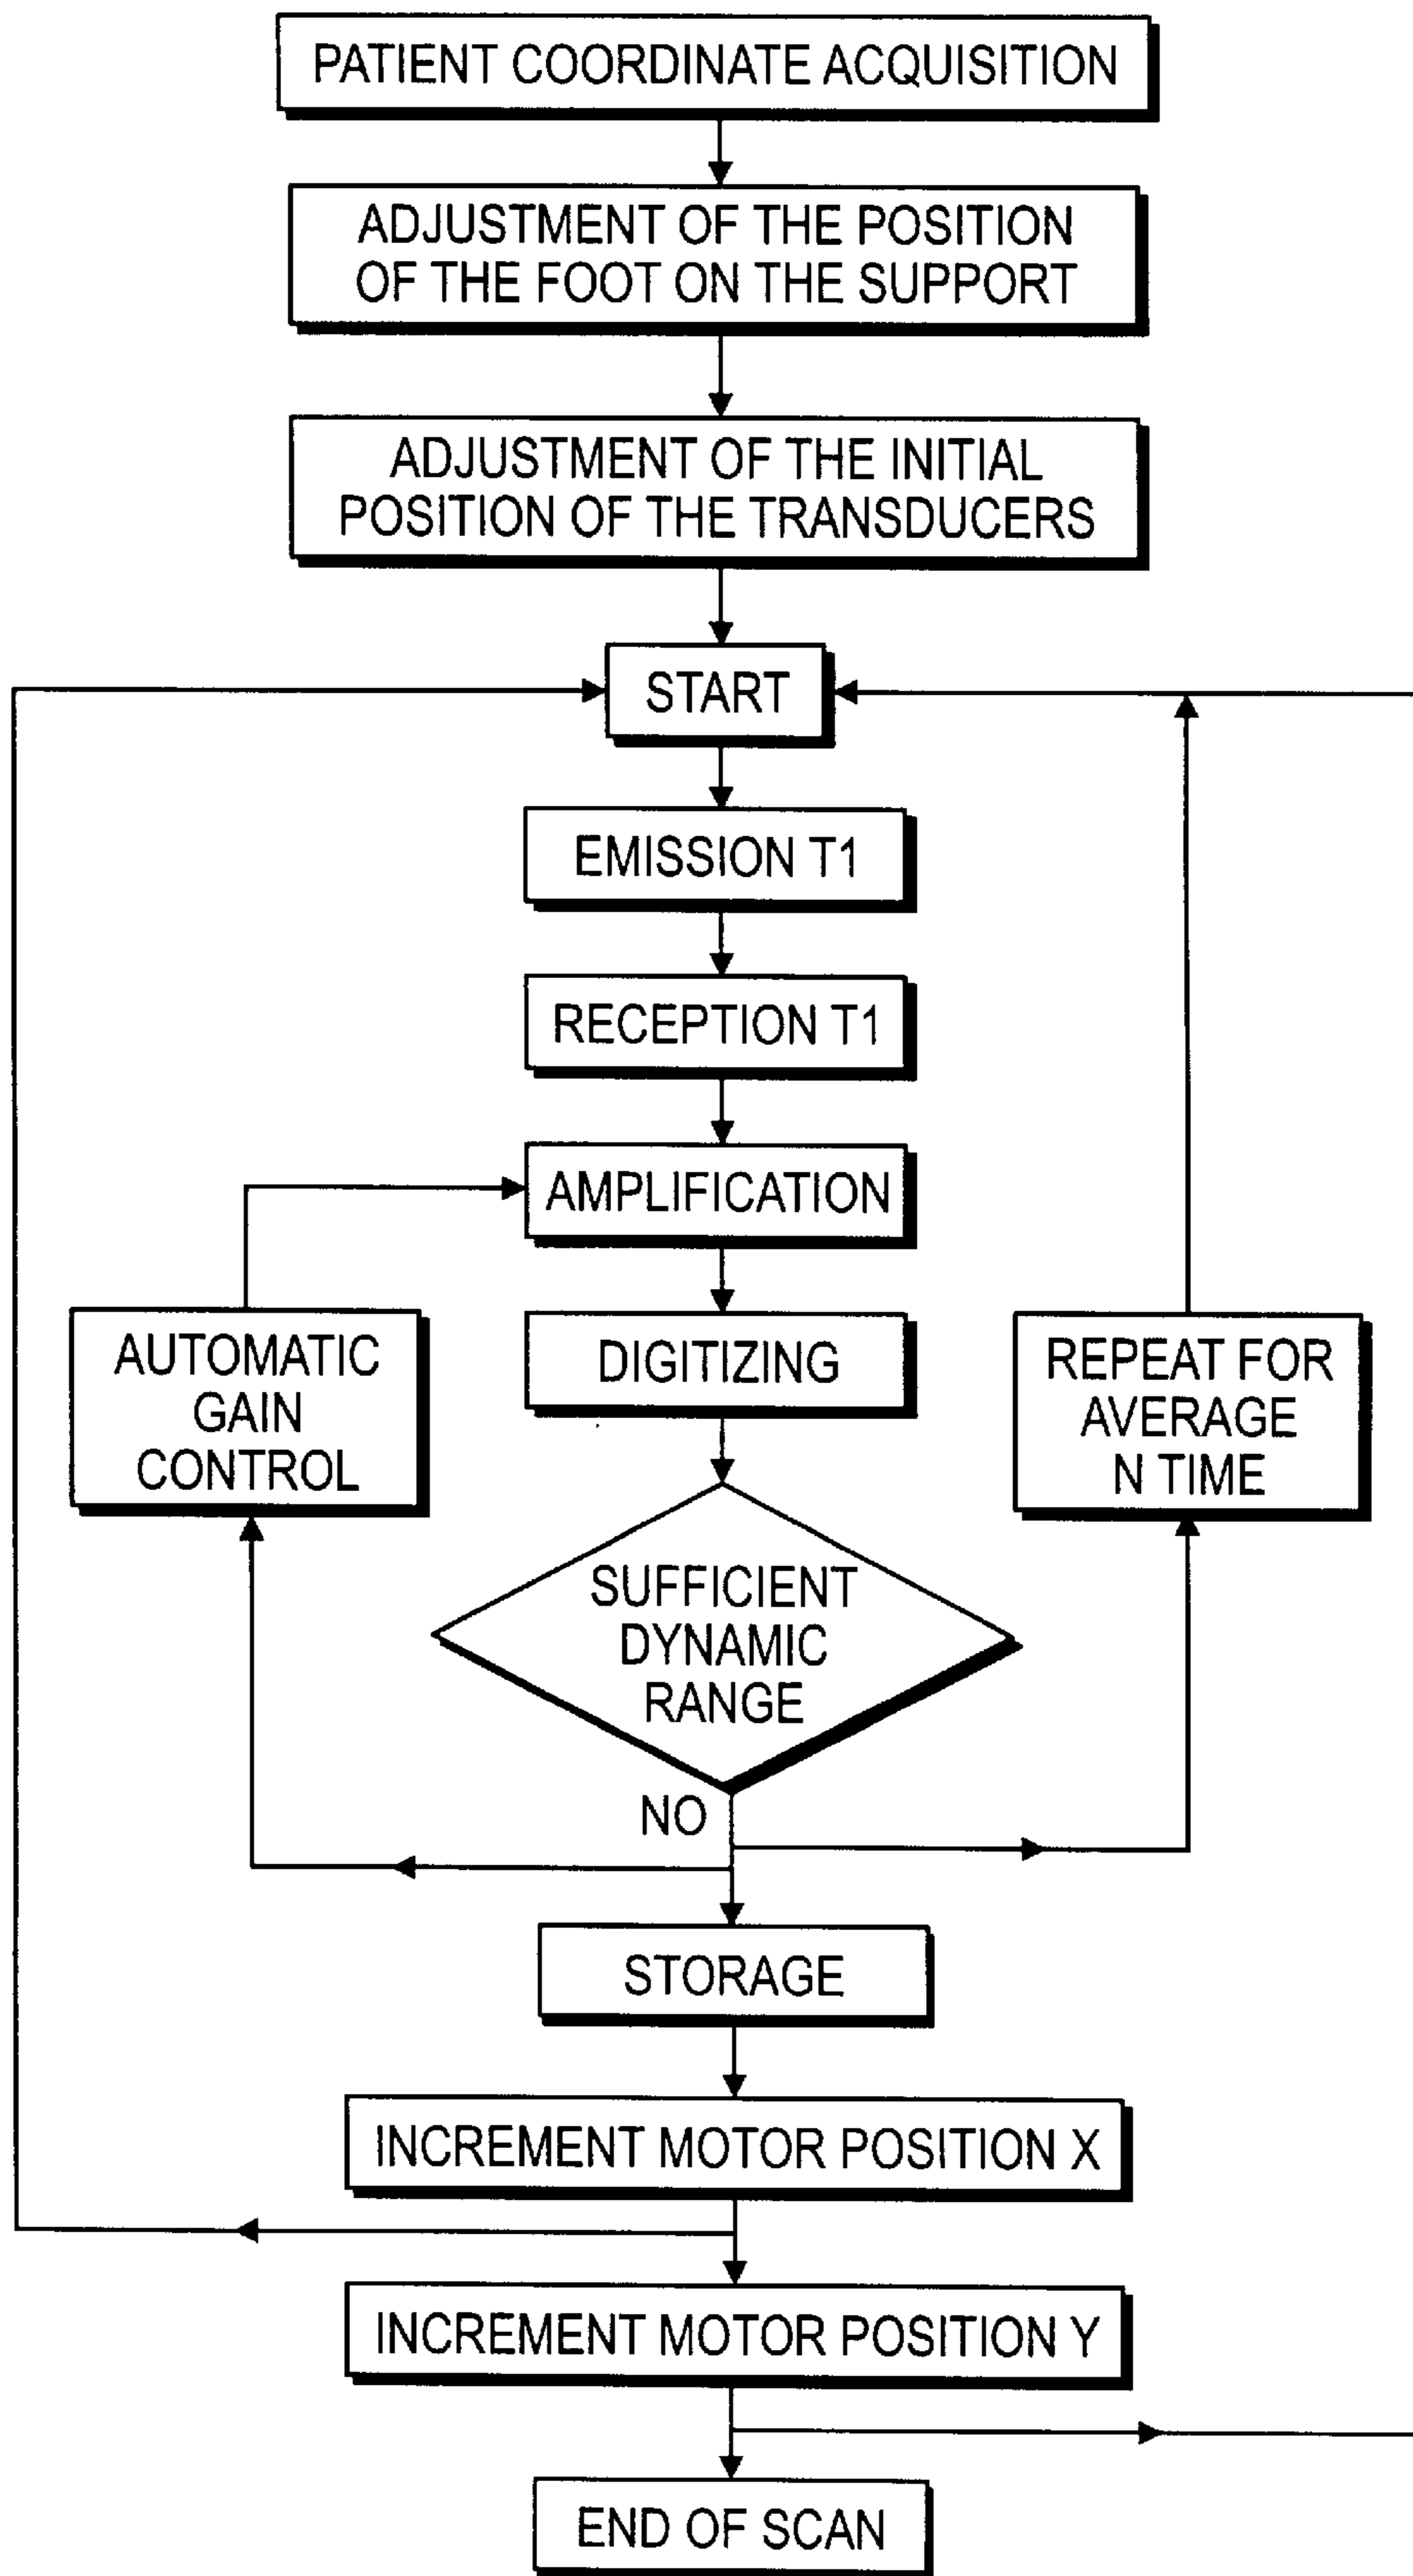 PATIENT COORDINATE ACQUISITION
ADJUSTMENT OF THE POSITION
OF THE FOOT ON THE SUPPORT
ADJUSTMENT OF THE INITIAL
POSITION OF THE TRANSDUCERS
START
EMISSION T1
RECEPTION T1
AMPLIFICATION
AUTOMATIC
GAIN
CONTROL
DIGITIZING
REPEAT FOR
AVERAGE
N TIME
SUFFICIENT
DYNAMIC
RANGE
NO
STORAGE
INCREMENT MOTOR POSITION X
INCREMENT MOTOR POSITION Y
END OF SCAN